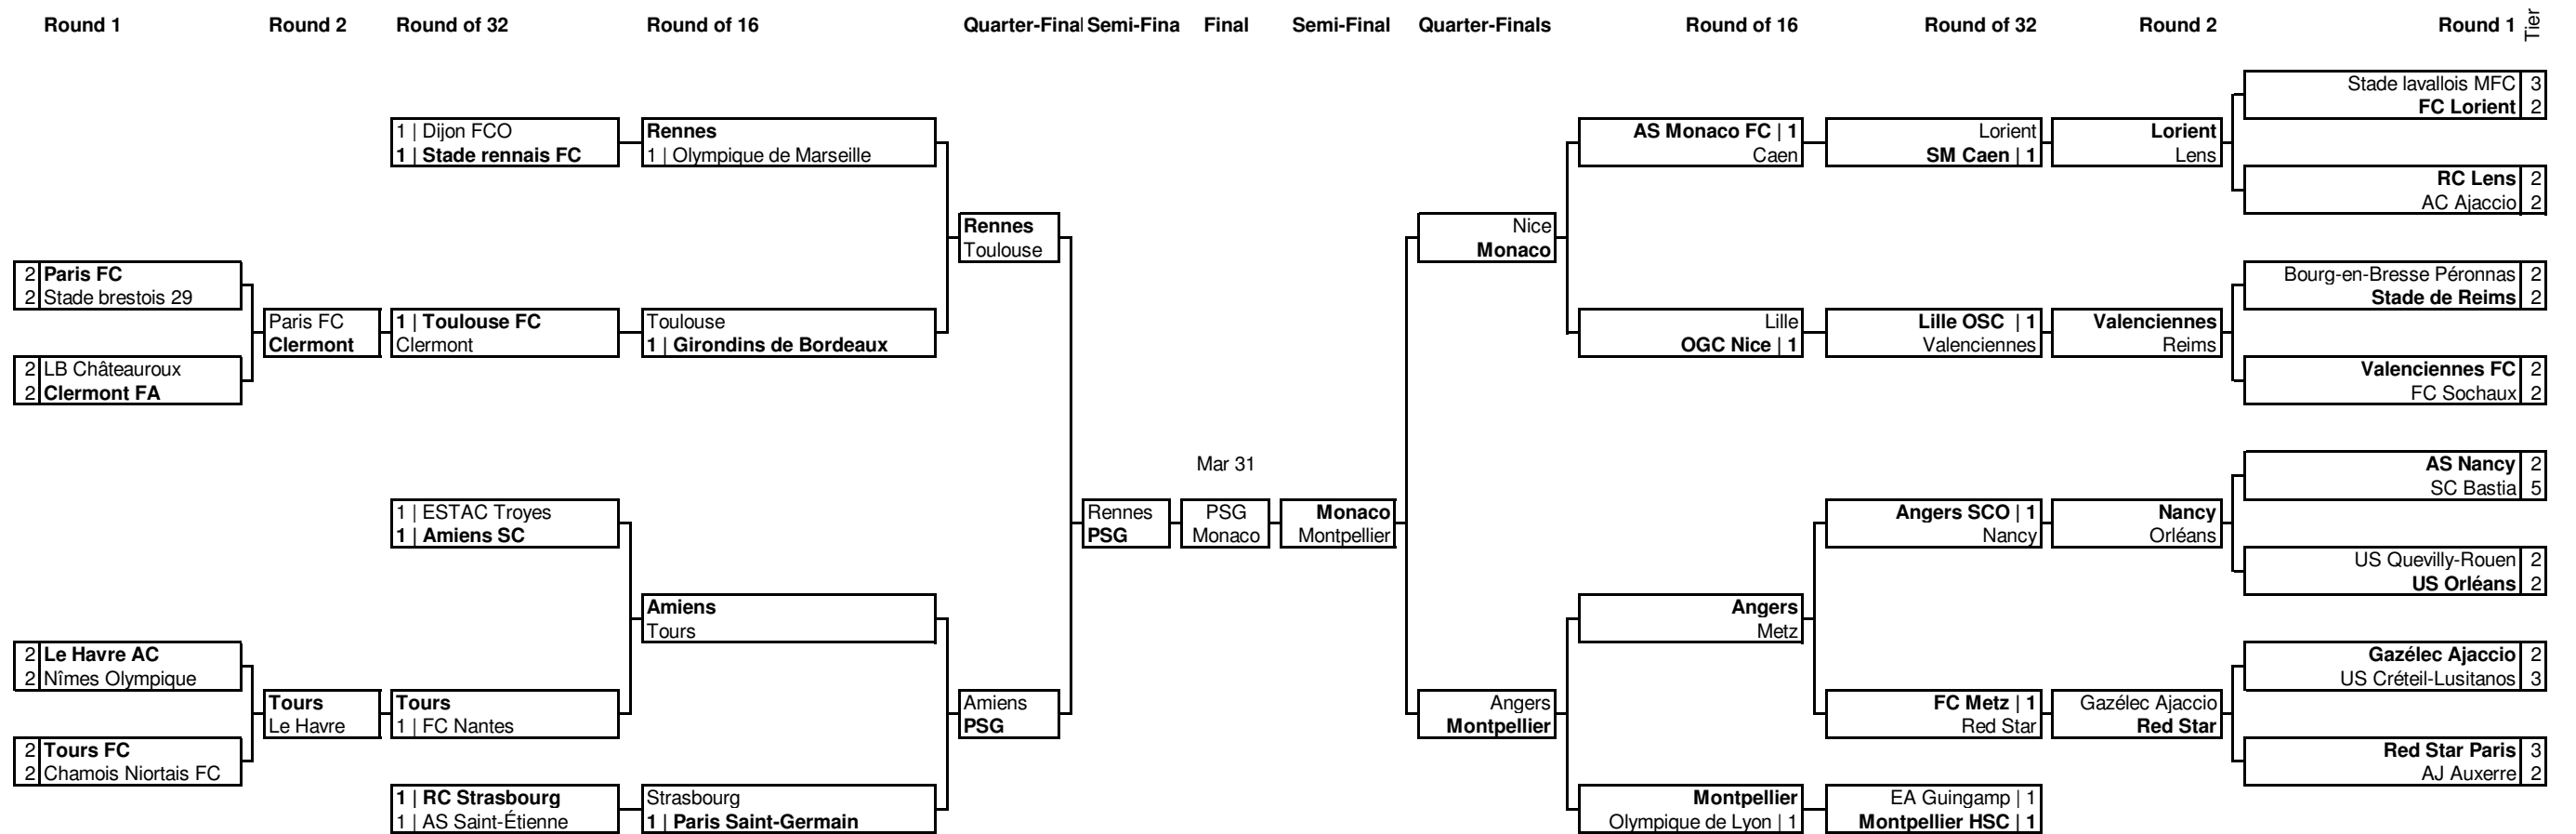 Round 1 Round 2 Round of 32 Round of 16 Quarter-Final Semi-Fina Final Semi-Final Quarter-Finals Round of 16 Round of 32 Round 2 Round 1 Tier
Stade lavallois MFC 3
FC Lorient 2
1 | Dijon FCO Rennes AS Monaco FC | 1 Lorient Lorient
1 | Stade rennais FC 1 | Olympique de Marseille Caen SM Caen | 1 Lens
RC Lens 2
AC Ajaccio 2
Rennes Nice
Toulouse Monaco
2 Paris FC Bourg-en-Bresse Péronnas 2
2 Stade brestois 29 Stade de Reims 2
Paris FC 1 | Toulouse FC Toulouse Lille Lille OSC | 1 Valenciennes
Clermont Clermont 1 | Girondins de Bordeaux OGC Nice | 1 Valenciennes Reims
2 LB Châteauroux Valenciennes FC 2
2 Clermont FA FC Sochaux 2
Mar 31 AS Nancy 2
SC Bastia 5
1 | ESTAC Troyes Rennes PSG Monaco Angers SCO | 1 Nancy
1 | Amiens SC PSG Monaco Montpellier Nancy Orléans
US Quevilly-Rouen 2
US Orléans 2
Amiens Angers
Tours Metz
2 Le Havre AC Gazélec Ajaccio 2
2 Nîmes Olympique US Créteil-Lusitanos 3
Tours Tours Amiens Angers FC Metz | 1 Gazélec Ajaccio
Le Havre 1 | FC Nantes PSG Montpellier Red Star Red Star
2 Tours FC Red Star Paris 3
2 Chamois Niortais FC AJ Auxerre 2
1 | RC Strasbourg Strasbourg Montpellier EA Guingamp | 1
1 | AS Saint-Étienne 1 | Paris Saint-Germain Olympique de Lyon | 1 Montpellier HSC | 1